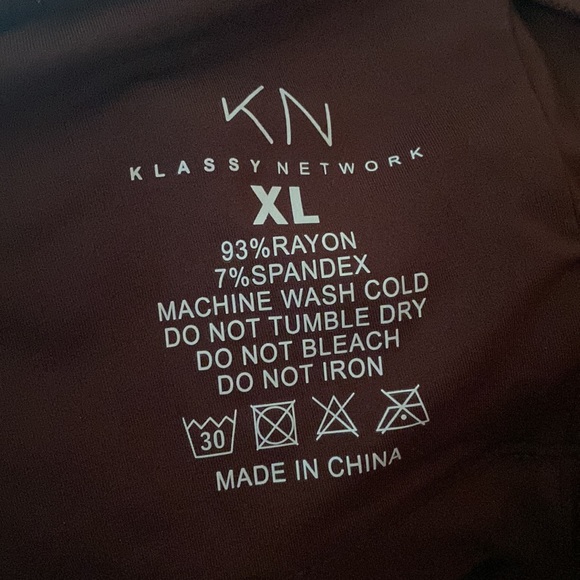 KN
KLASSY NETWORK
XL
93%RAYON
7%SPANDEX
MACHINE WASH COLD
DO NOT TUMBLE DRY
DO NOT BLEACH
DO NOT IRON
30
MADE IN CHINA